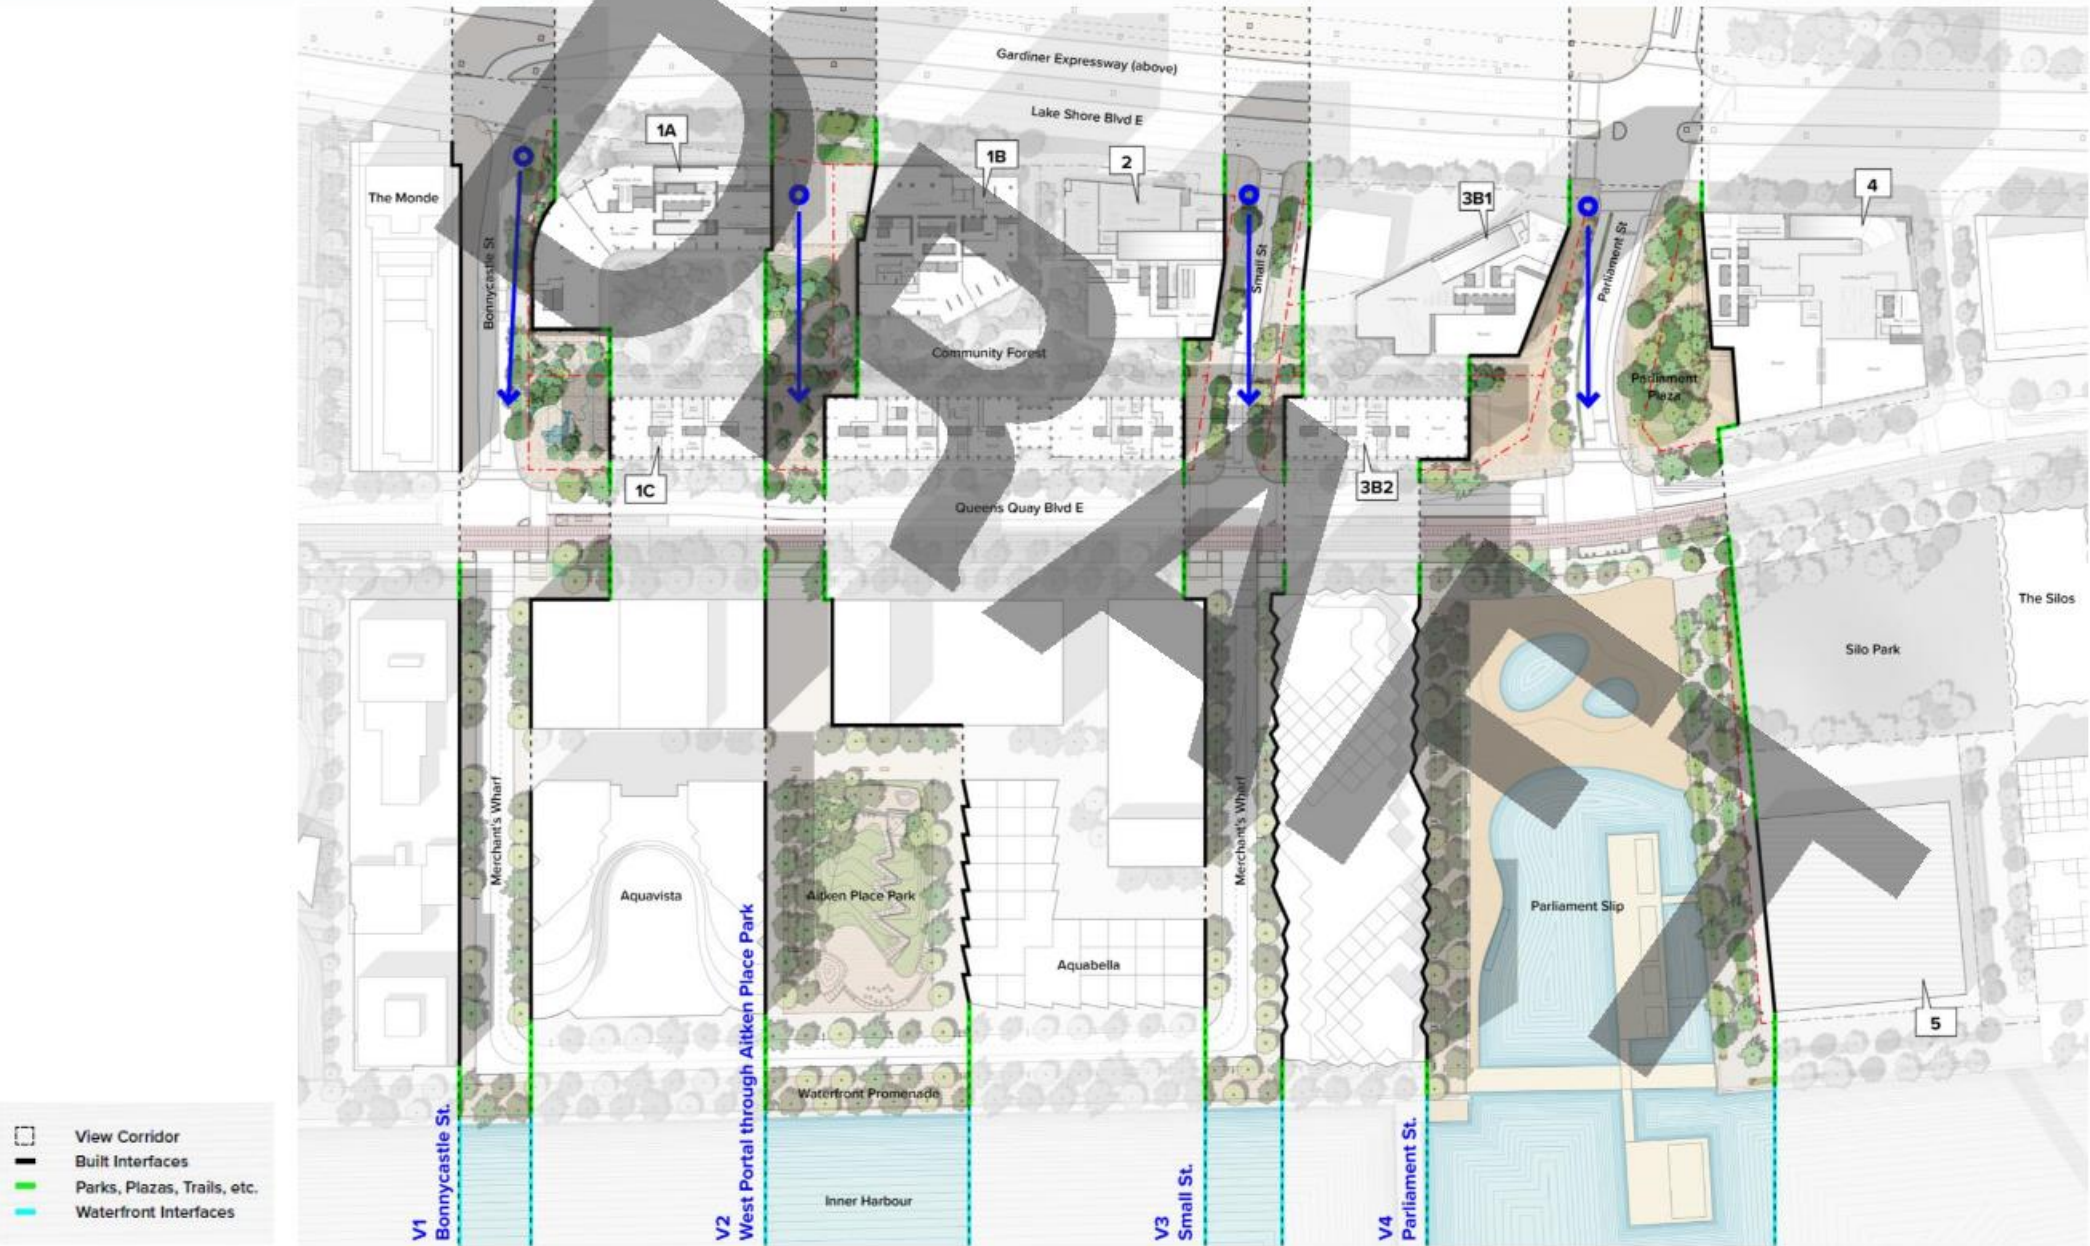 Gardiner Expressway (above)
Lake Shore Blvd E
1A
1B
2
3B1
4
The Monde
Bonnycastle St
Small St
Parliament St
Community Forest
Parliament
Plaza
1C
3B2
Queens Quay Blvd E
The Silos
Silo Park
Merchant's Wharf
Merchant's Wharf
Aquavista
Aitken Place Park
Parliament Slip
Aquabella
5
Waterfront Promenade
Inner Harbour
V1
Bonnycastle St.
V2
West Portal through Aitken Place Park
V3
Small St.
V4
Parliament St.
View Corridor
Built Interfaces
Parks, Plazas, Trails, etc.
Waterfront Interfaces
DRAFT